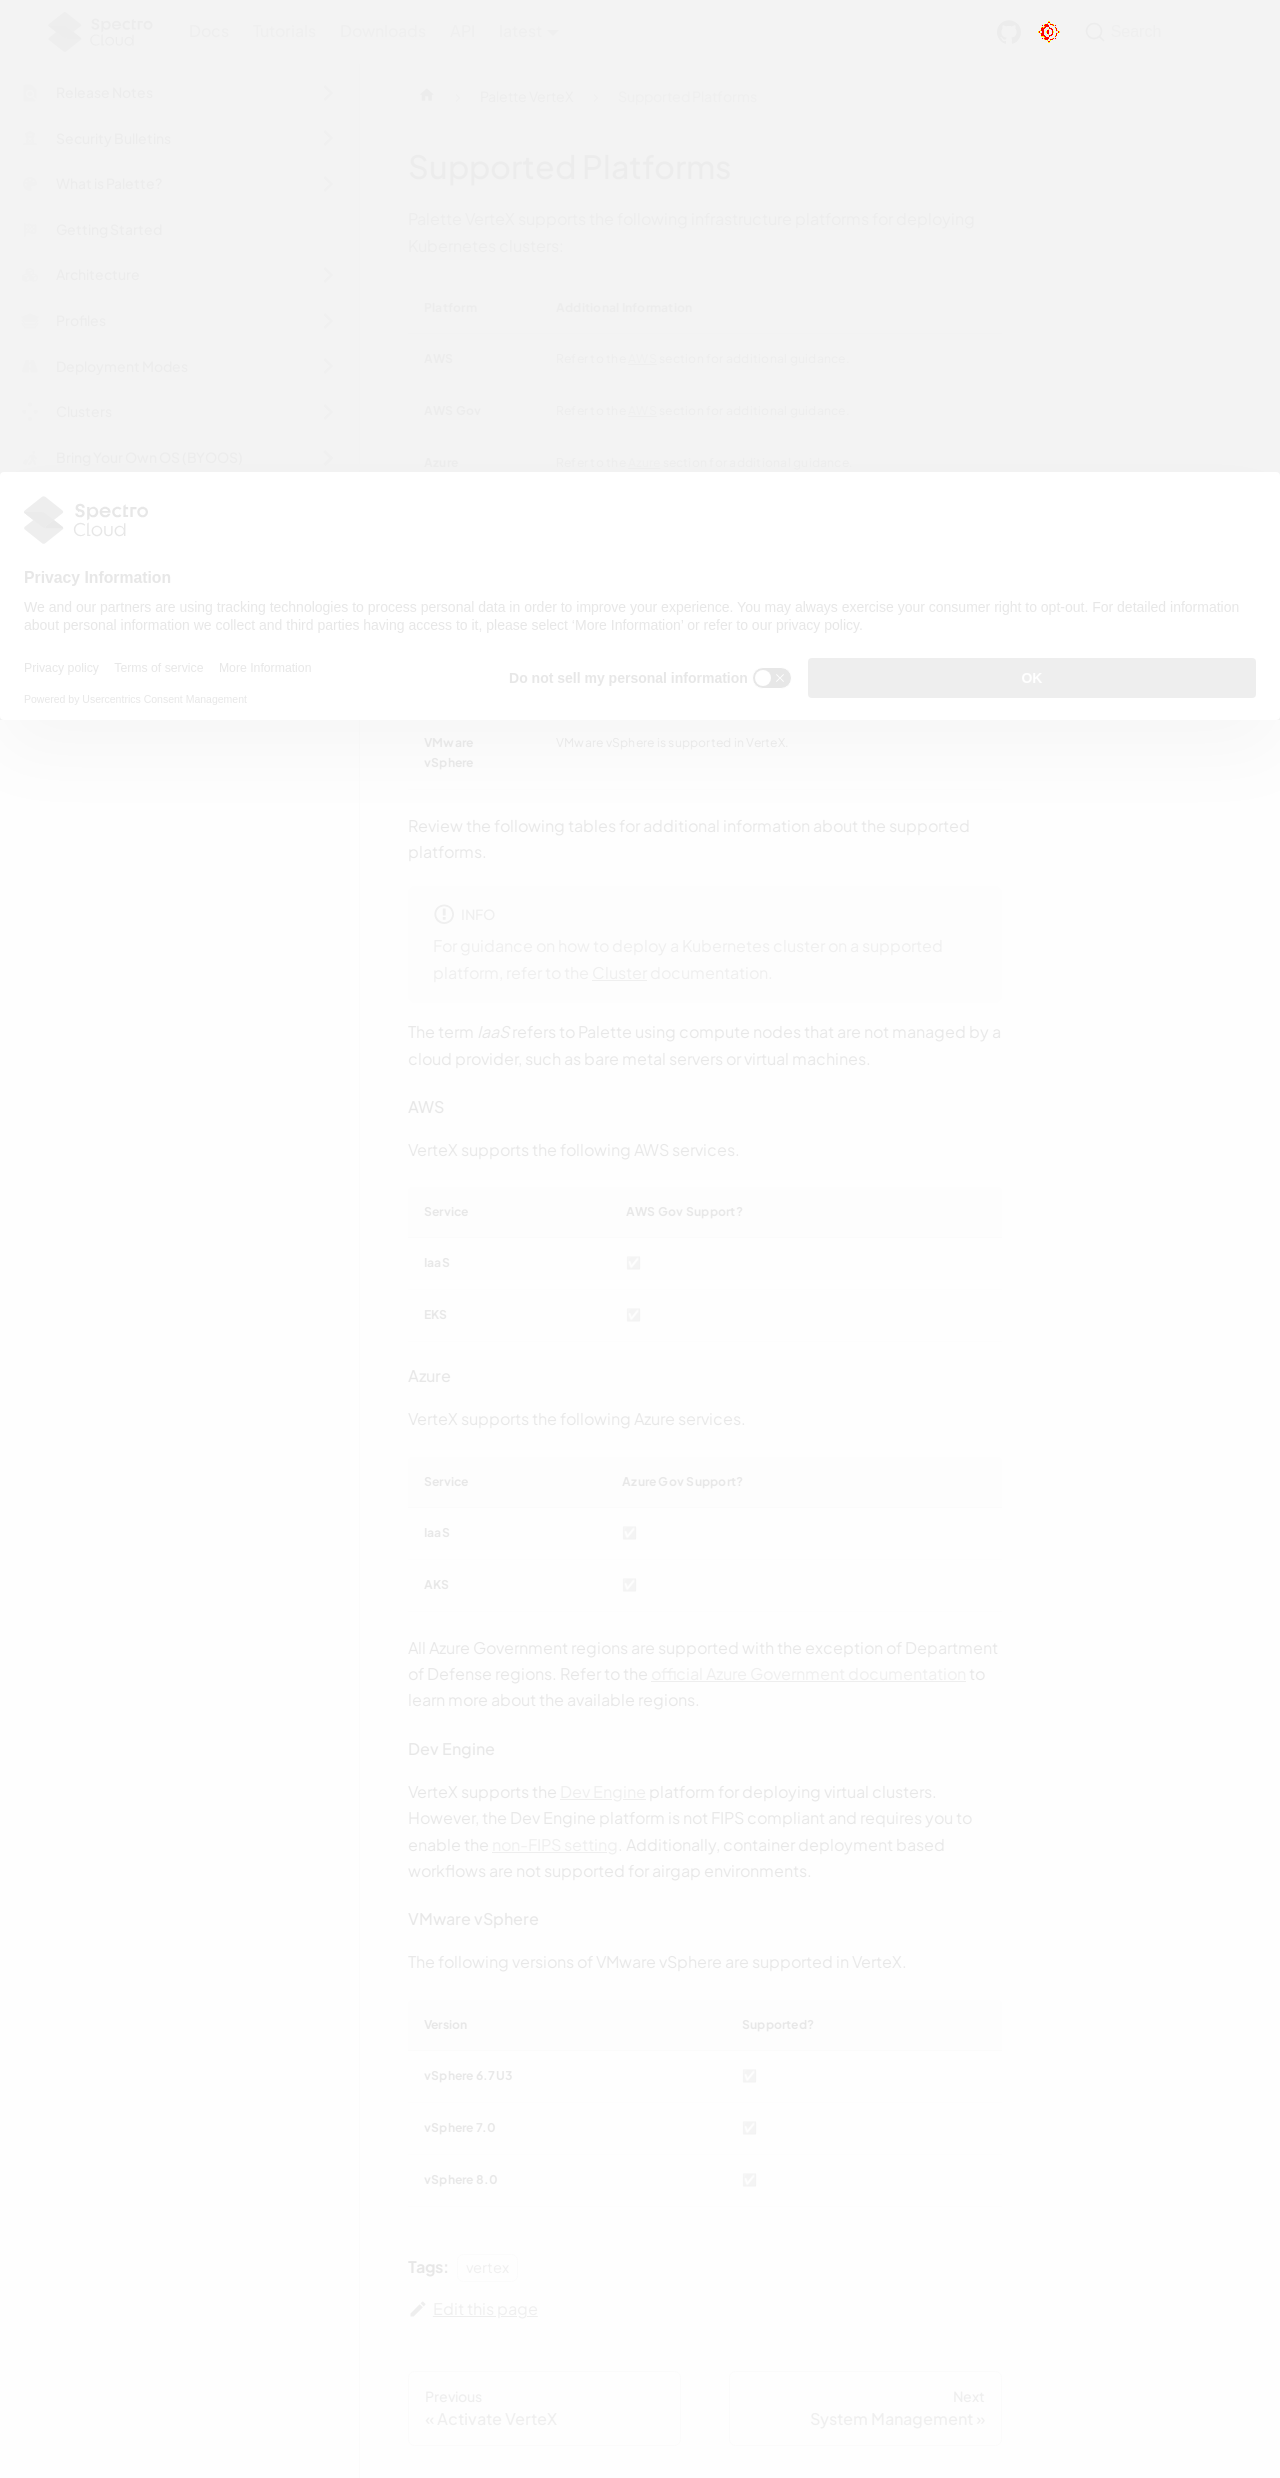 Spectro
Cloud
Docs
Tutorials
Downloads
API
latest
Search
Release Notes
Security Bulletins
What is Palette?
Getting Started
Architecture
Profiles
Deployment Modes
Clusters
Bring Your Own OS (BYOOS)
Palette VerteX
Supported Platforms
Supported Platforms
Palette VerteX supports the following infrastructure platforms for deploying
Kubernetes clusters:
Platform Additional Information
AWS Refer to the AWS section for additional guidance.
AWS Gov Refer to the AWS section for additional guidance.
Azure Refer to the Azure section for additional guidance.
Spectro
Cloud
Privacy Information
We and our partners are using tracking technologies to process personal data in order to improve your experience. You may always exercise your consumer right to opt-out. For detailed information
about personal information we collect and third parties having access to it, please select ‘More Information’ or refer to our privacy policy.
Privacy policy Terms of service More Information
Do not sell my personal information
OK
Powered by Usercentrics Consent Management
VMware VMware vSphere is supported in VerteX.
vSphere
Review the following tables for additional information about the supported
platforms.
INFO
For guidance on how to deploy a Kubernetes cluster on a supported
platform, refer to the Cluster documentation.
The term IaaS refers to Palette using compute nodes that are not managed by a
cloud provider, such as bare metal servers or virtual machines.
AWS
VerteX supports the following AWS services.
Service AWS Gov Support?
IaaS ✅
EKS ✅
Azure
VerteX supports the following Azure services.
Service Azure Gov Support?
IaaS ✅
AKS ✅
All Azure Government regions are supported with the exception of Department
of Defense regions. Refer to the official Azure Government documentation to
learn more about the available regions.
Dev Engine
VerteX supports the Dev Engine platform for deploying virtual clusters.
However, the Dev Engine platform is not FIPS compliant and requires you to
enable the non-FIPS setting. Additionally, container deployment based
workflows are not supported for airgap environments.
VMware vSphere
The following versions of VMware vSphere are supported in VerteX.
Version Supported?
vSphere 6.7U3 ✅
vSphere 7.0 ✅
vSphere 8.0 ✅
Tags: vertex
Edit this page
Previous
« Activate VerteX
Next
System Management »